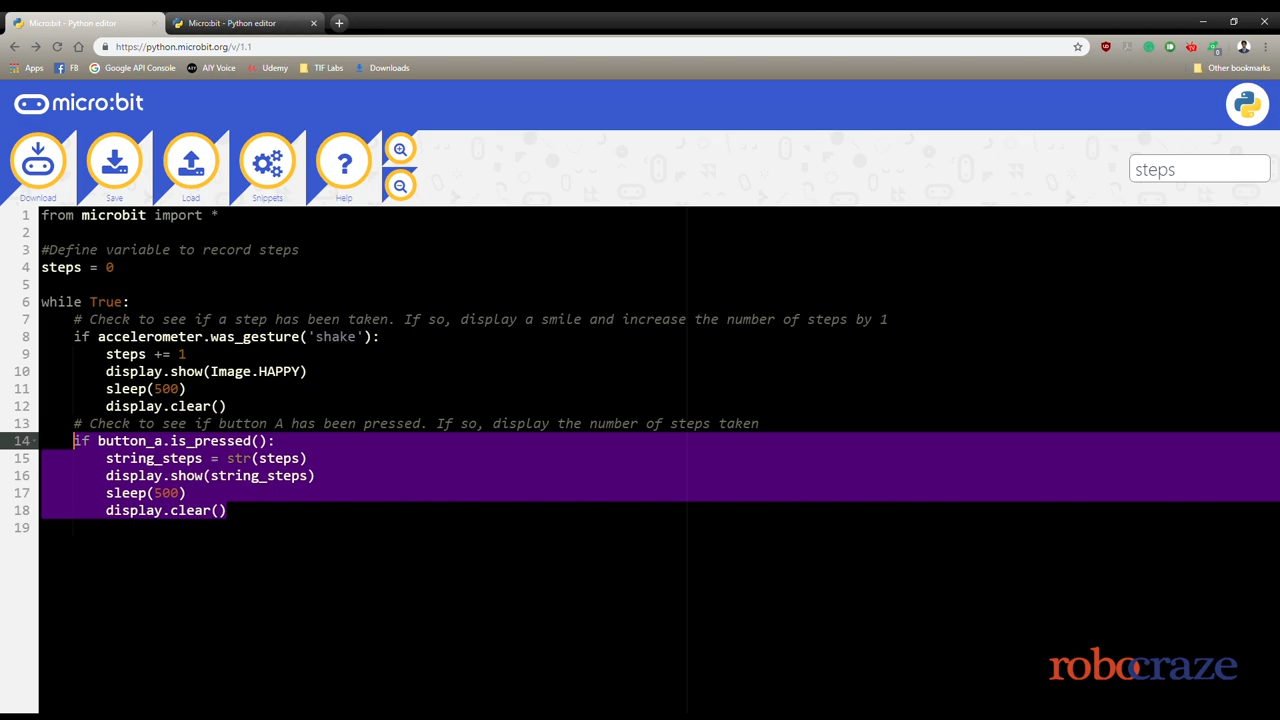 Micro:bit - Python editor
Micro:bit - Python editor
https://python.microbit.org/v/1.1
Apps
FB
Google API Console
AIY Voice
Udemy
TIF Labs
Downloads
Other bookmarks
micro:bit
Download
Save
Load
Snippets
?
Help
steps
1 from microbit import *
2
3 #Define variable to record steps
4 steps = 0
5
6 while True:
7 # Check to see if a step has been taken. If so, display a smile and increase the number of steps by 1
8 if accelerometer.was_gesture('shake'):
9 steps += 1
10 display.show(Image.HAPPY)
11 sleep(500)
12 display.clear()
13 # Check to see if button A has been pressed. If so, display the number of steps taken
14 if button_a.is_pressed():
15 string_steps = str(steps)
16 display.show(string_steps)
17 sleep(500)
18 display.clear()
19
robocraze